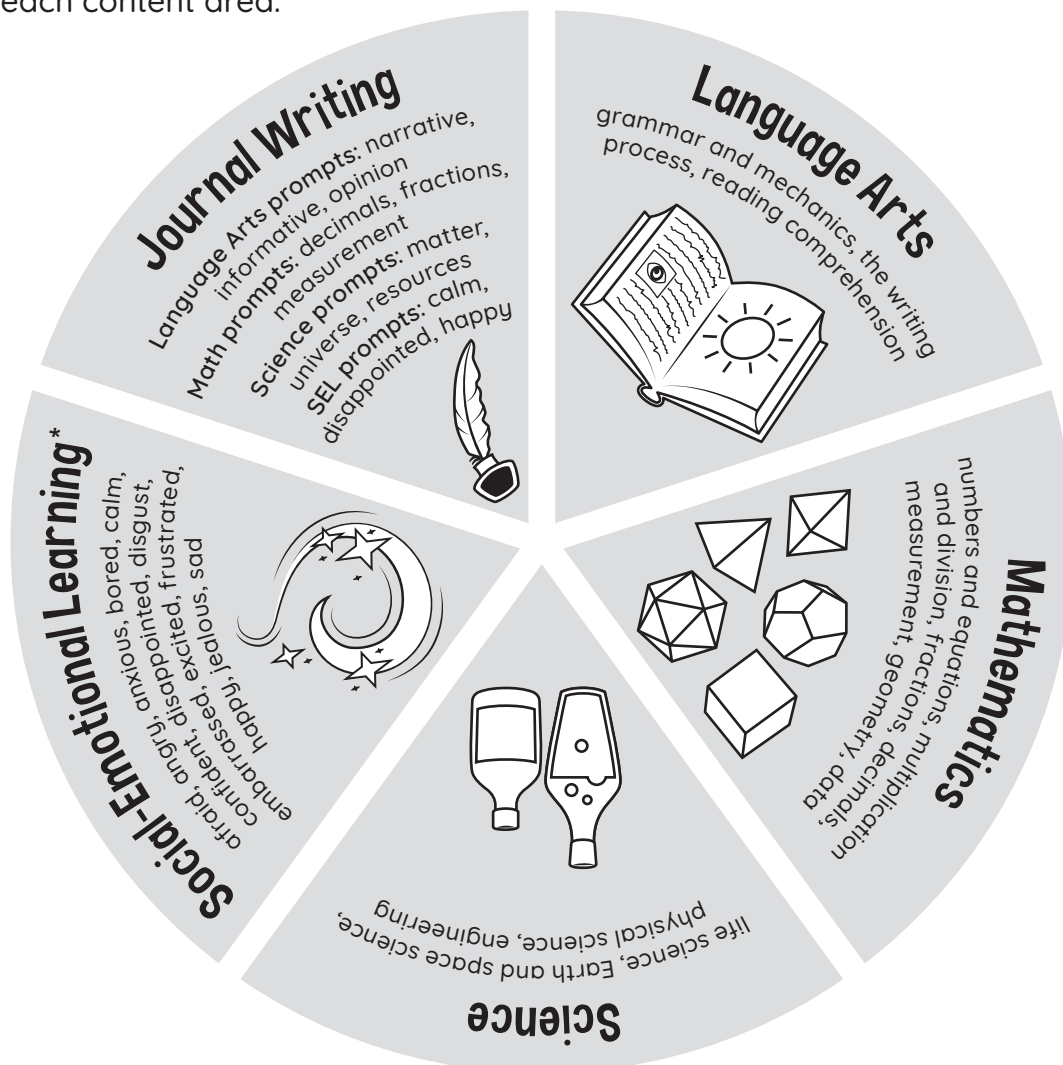 each content area.
Journal Writing
Language Arts prompts: narrative,
informative, opinion
Math prompts: decimals, fractions,
measurement
Science prompts: matter,
universe, resources
SEL prompts: calm,
disappointed, happy
Language Arts
grammar and mechanics, the writing
process, reading comprehension
Mathematics
numbers and equations, multiplication
and division, fractions, decimals,
measurement, geometry, data
Science
life science, Earth and space science,
physical science, engineering
Social-Emotional Learning*
afraid, angry, anxious, bored, calm,
confident, disappointed, disgust,
embarrassed, excited, frustrated,
happy, jealous, sad